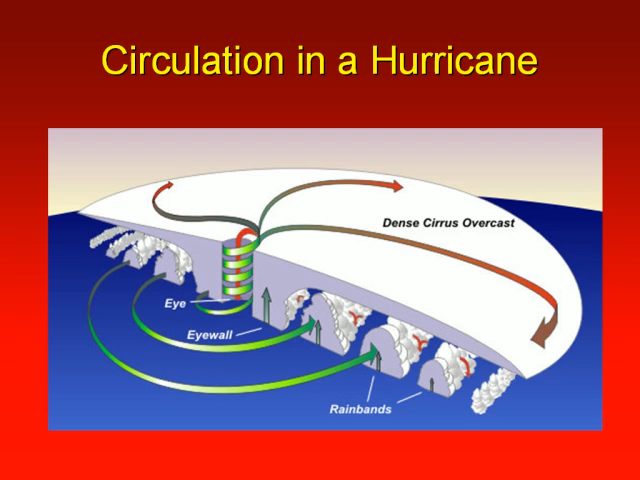 Circulation in a Hurricane
Dense Cirrus Overcast
Eye
Eyewall
Rainbands